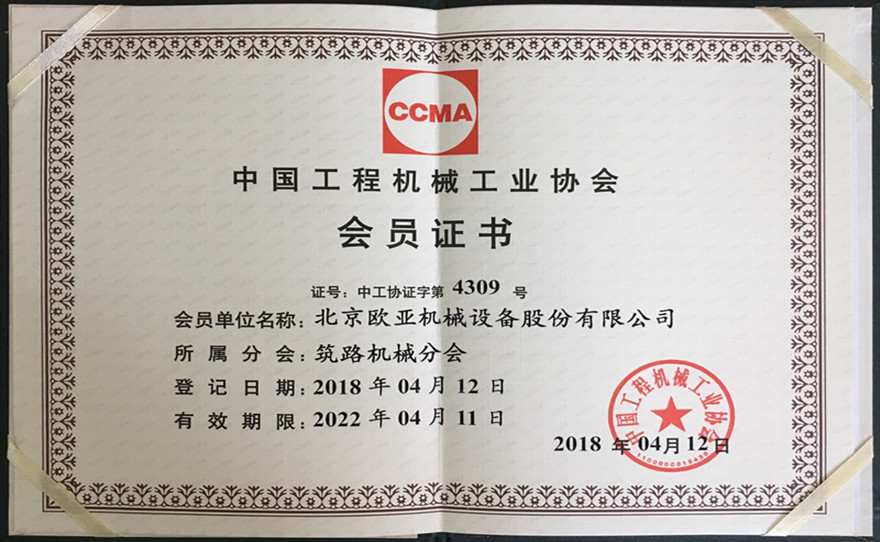 CCMA
中国工程机械工业协会
会员证书
证号：中工协证字第 4309 号
会员单位名称：北京欧亚机械设备股份有限公司
所属分会：筑路机械分会
登记日期：2018 年 04 月 12 日
有效期限：2022 年 04 月 11 日
中国工程机械工业协会
2018 年 04 月 12 日